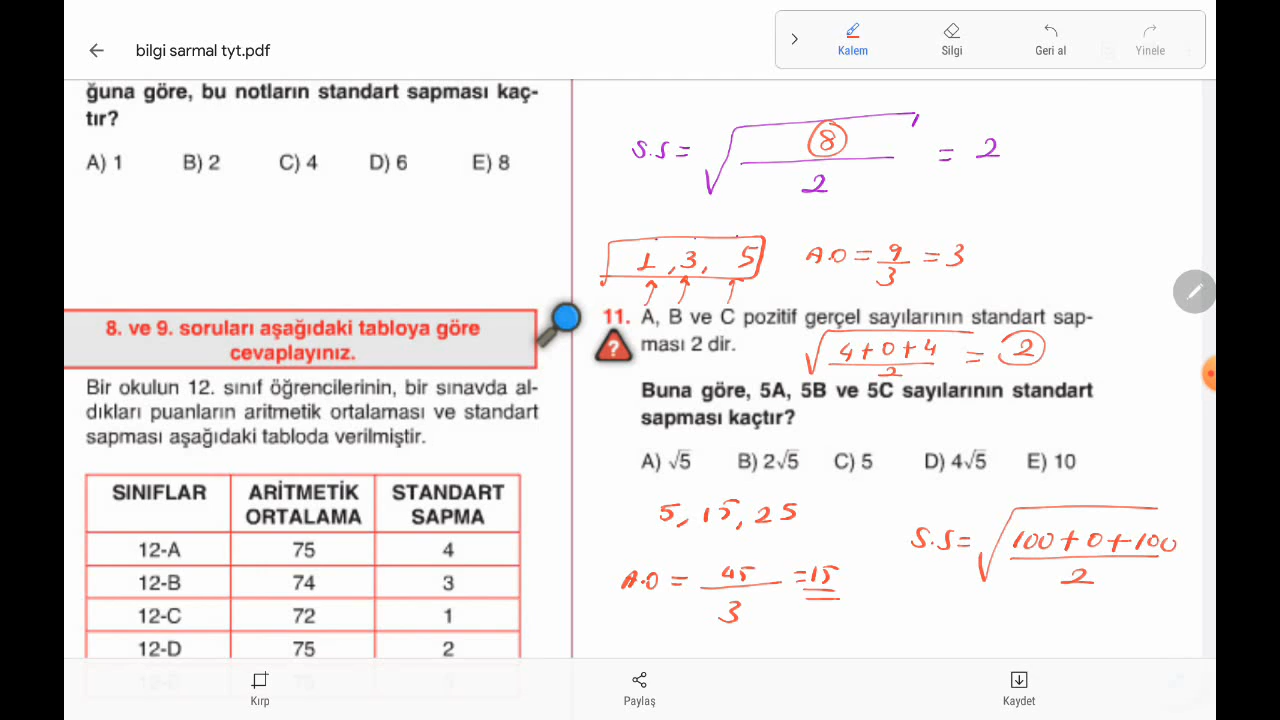 bilgi sarmal tyt.pdf
Kalem
Silgi
Geri al
Yinele
ğuna göre, bu notların standart sapması kaç-
tır?
A) 1 B) 2 C) 4 D) 6 E) 8
8. ve 9. soruları aşağıdaki tabloya göre
cevaplayınız.
Bir okulun 12. sınıf öğrencilerinin, bir sınavda al-
dıkları puanların aritmetik ortalaması ve standart
sapması aşağıdaki tabloda verilmiştir.
SINIFLAR ARİTMETİK ORTALAMA STANDART SAPMA
12-A 75 4
12-B 74 3
12-C 72 1
12-D 75 2
S.S = √(8/2) = 2
1, 3, 5 A.O = 9/3 = 3
11. A, B ve C pozitif gerçel sayılarının standart sap-
ması 2 dir.
√(4+0+4/2) = 2
Buna göre, 5A, 5B ve 5C sayılarının standart
sapması kaçtır?
A) √5 B) 2√5 C) 5 D) 4√5 E) 10
5, 15, 25
A.O = 45/3 = 15
S.S = √(100+0+100/2)
Kırp
Paylaş
Kaydet